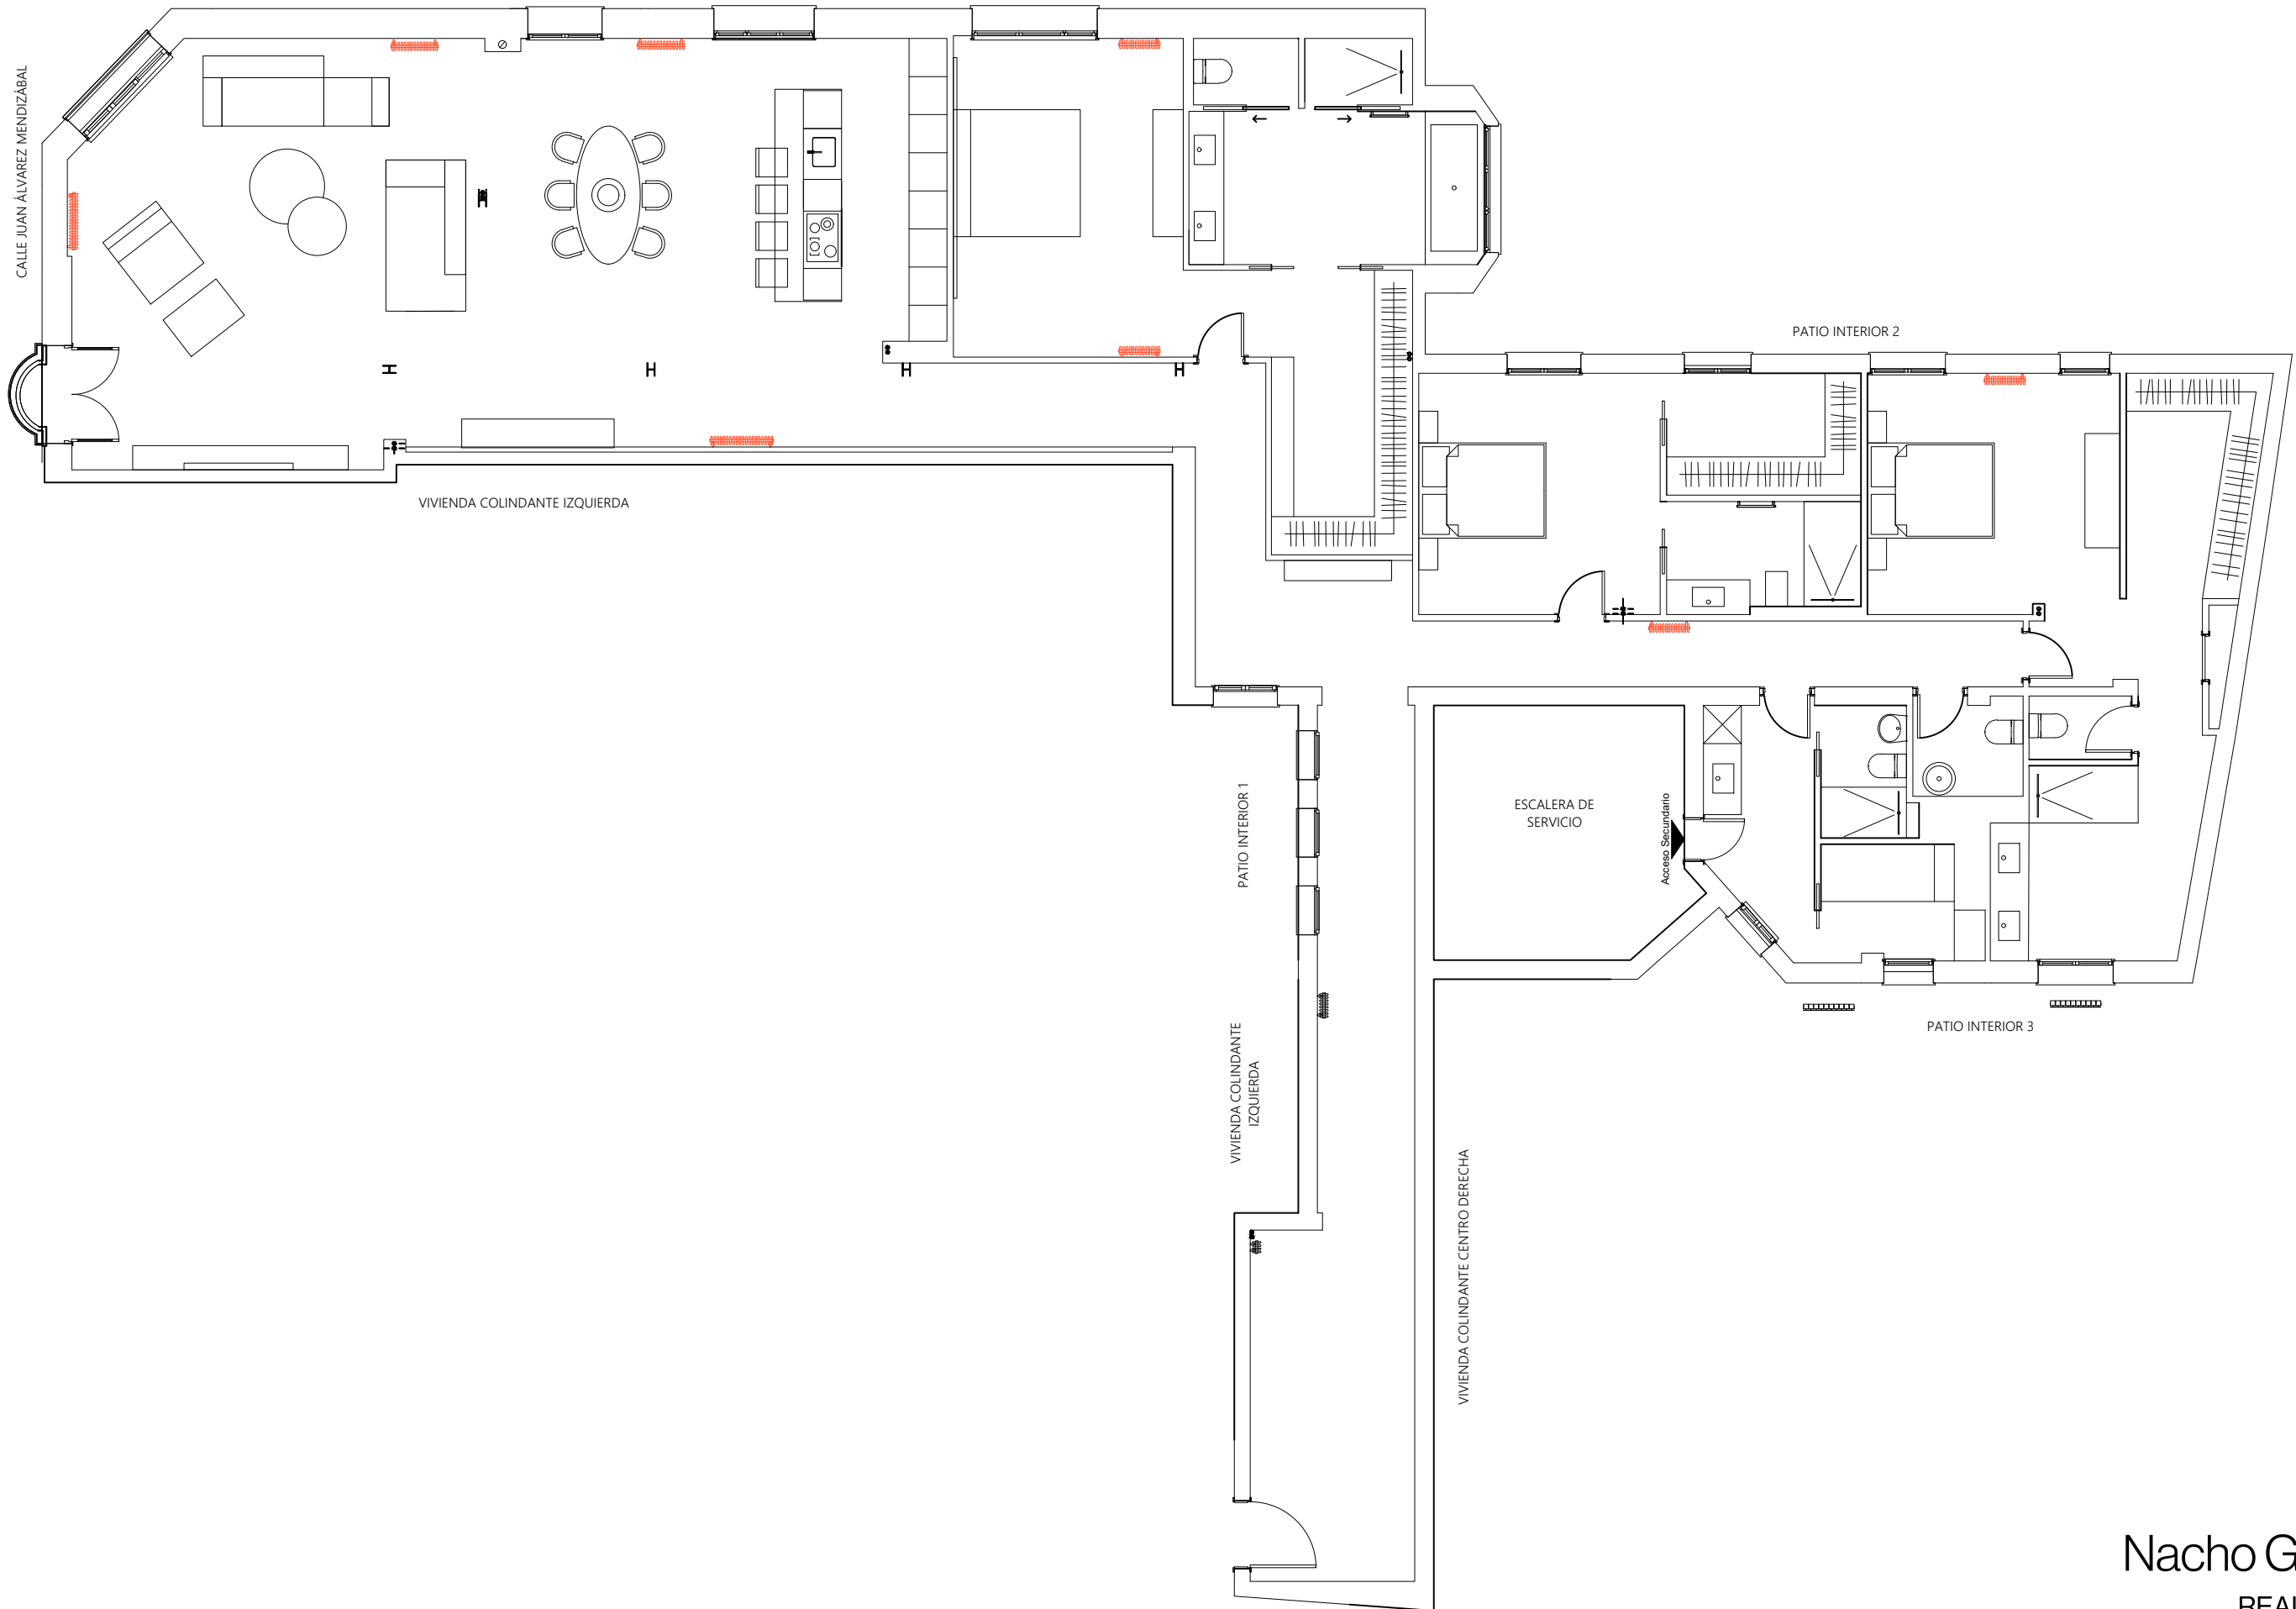 CALLE JUAN ÁLVAREZ MENDIZÁBAL
PATIO INTERIOR 2
VIVIENDA COLINDANTE IZQUIERDA
PATIO INTERIOR 1
ESCALERA DE
SERVICIO
Acceso Secundario
PATIO INTERIOR 3
VIVIENDA COLINDANTE
IZQUIERDA
VIVIENDA COLINDANTE CENTRO DERECHA
Nacho G